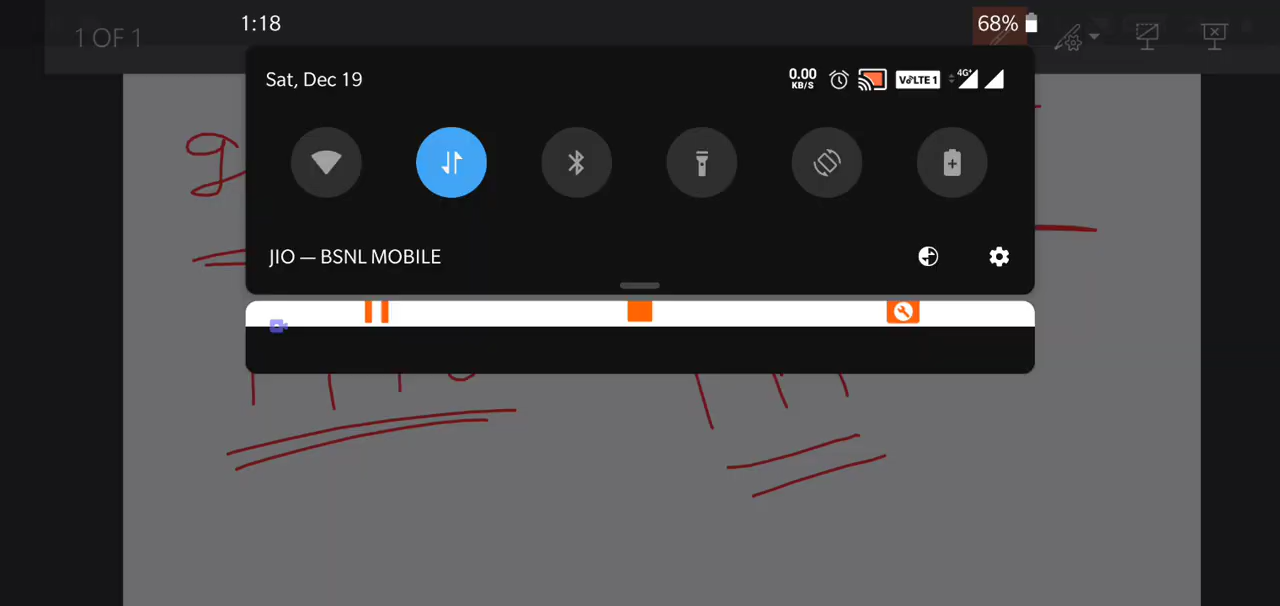 1:18
68%
1 OF 1
Sat, Dec 19
0.00
KB/S
VoLTE 1
4G+
JIO — BSNL MOBILE